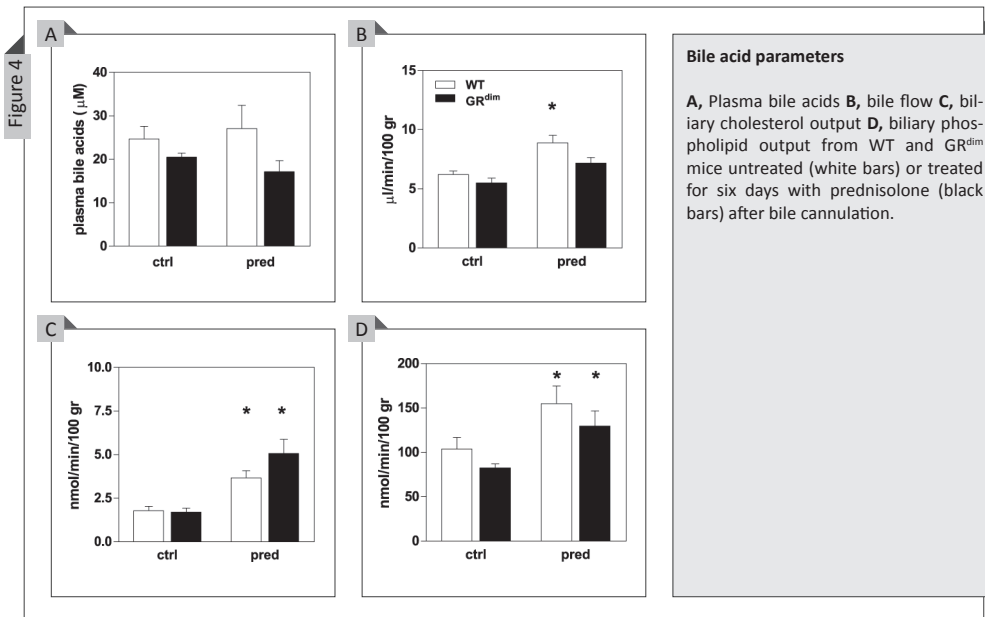 Figure 4
A
plasma bile acids (μM)
40
30
20
10
0
ctrl
pred
B
μl/min/100 gr
15
10
5
0
WT
GRdim
*
ctrl
pred
Bile acid parameters
A, Plasma bile acids B, bile flow C, bil-
iary cholesterol output D, biliary phos-
pholipid output from WT and GRdim
mice untreated (white bars) or treated
for six days with prednisolone (black
bars) after bile cannulation.
C
nmol/min/100 gr
10.0
7.5
5.0
2.5
0.0
* *
ctrl
pred
D
nmol/min/100 gr
200
150
100
50
0
* *
ctrl
pred